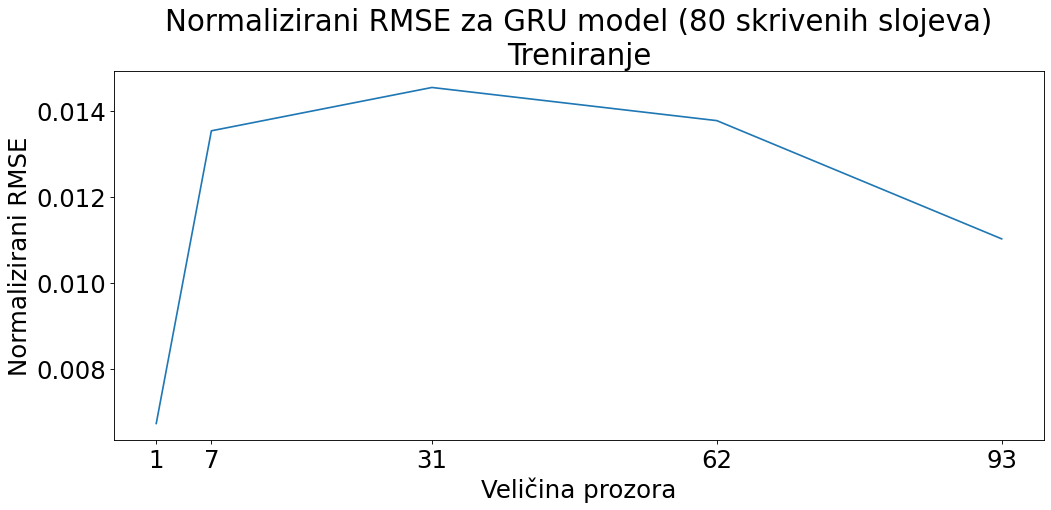 Normalizirani RMSE za GRU model (80 skrivenih slojeva)
Treniranje
Normalizirani RMSE
0.014
0.012
0.010
0.008
1 7 31 62 93
Veličina prozora